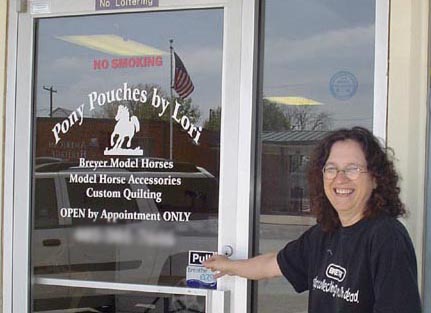 No Loitering
NO SMOKING
Pony Pouches by Lori
Breyer Model Horses
Model Horse Accessories
Custom Quilting
OPEN by Appointment ONLY
Pull